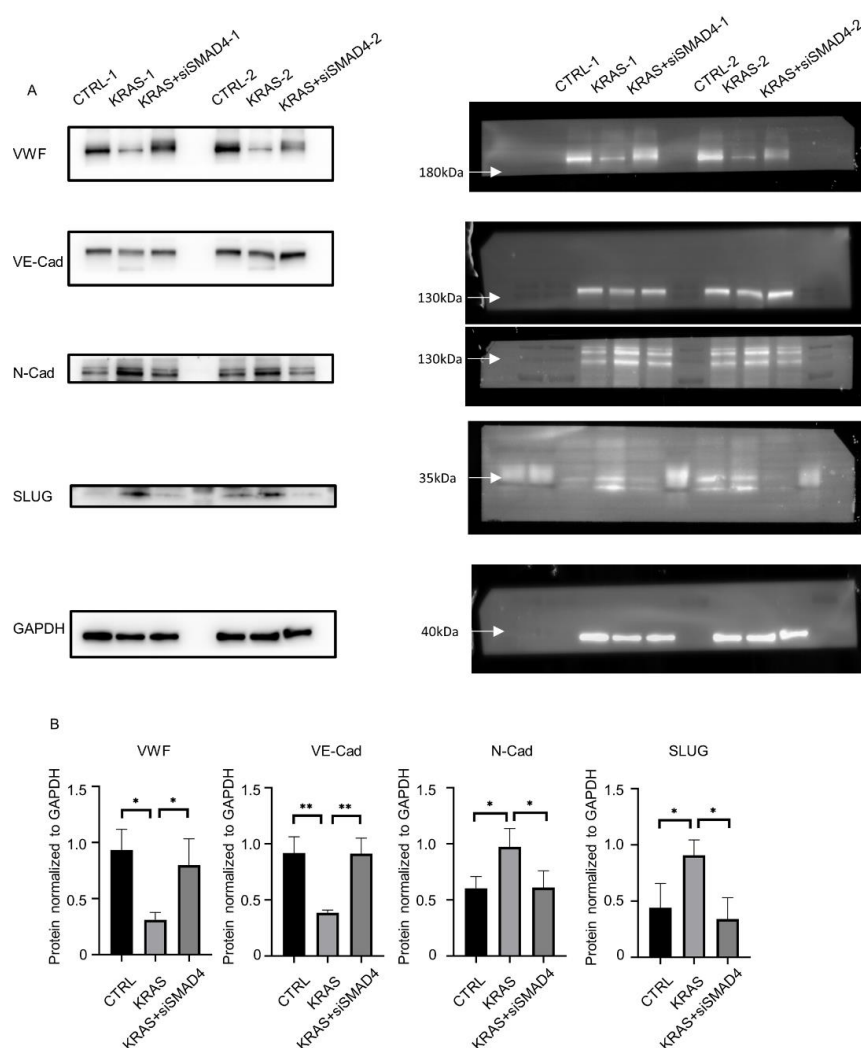 A
CTRL-1 KRAS-1 KRAS+siSMAD4-1 CTRL-2 KRAS-2 KRAS+siSMAD4-2
CTRL-1 KRAS-1 KRAS+siSMAD4-1 CTRL-2 KRAS-2 KRAS+siSMAD4-2
VWF
180kDa
VE-Cad
130kDa
N-Cad
130kDa
SLUG
35kDa
GAPDH
40kDa
B
VWF
Protein normalized to GAPDH
1.5
1.0
0.5
0
* *
CTRL
KRAS
KRAS+siSMAD4
VE-Cad
Protein normalized to GAPDH
1.5
1.0
0.5
0
** **
CTRL
KRAS
KRAS+siSMAD4
N-Cad
Protein normalized to GAPDH
1.5
1.0
0.5
0
* *
CTRL
KRAS
KRAS+siSMAD4
SLUG
Protein normalized to GAPDH
1.5
1.0
0.5
0
* *
CTRL
KRAS
KRAS+siSMAD4